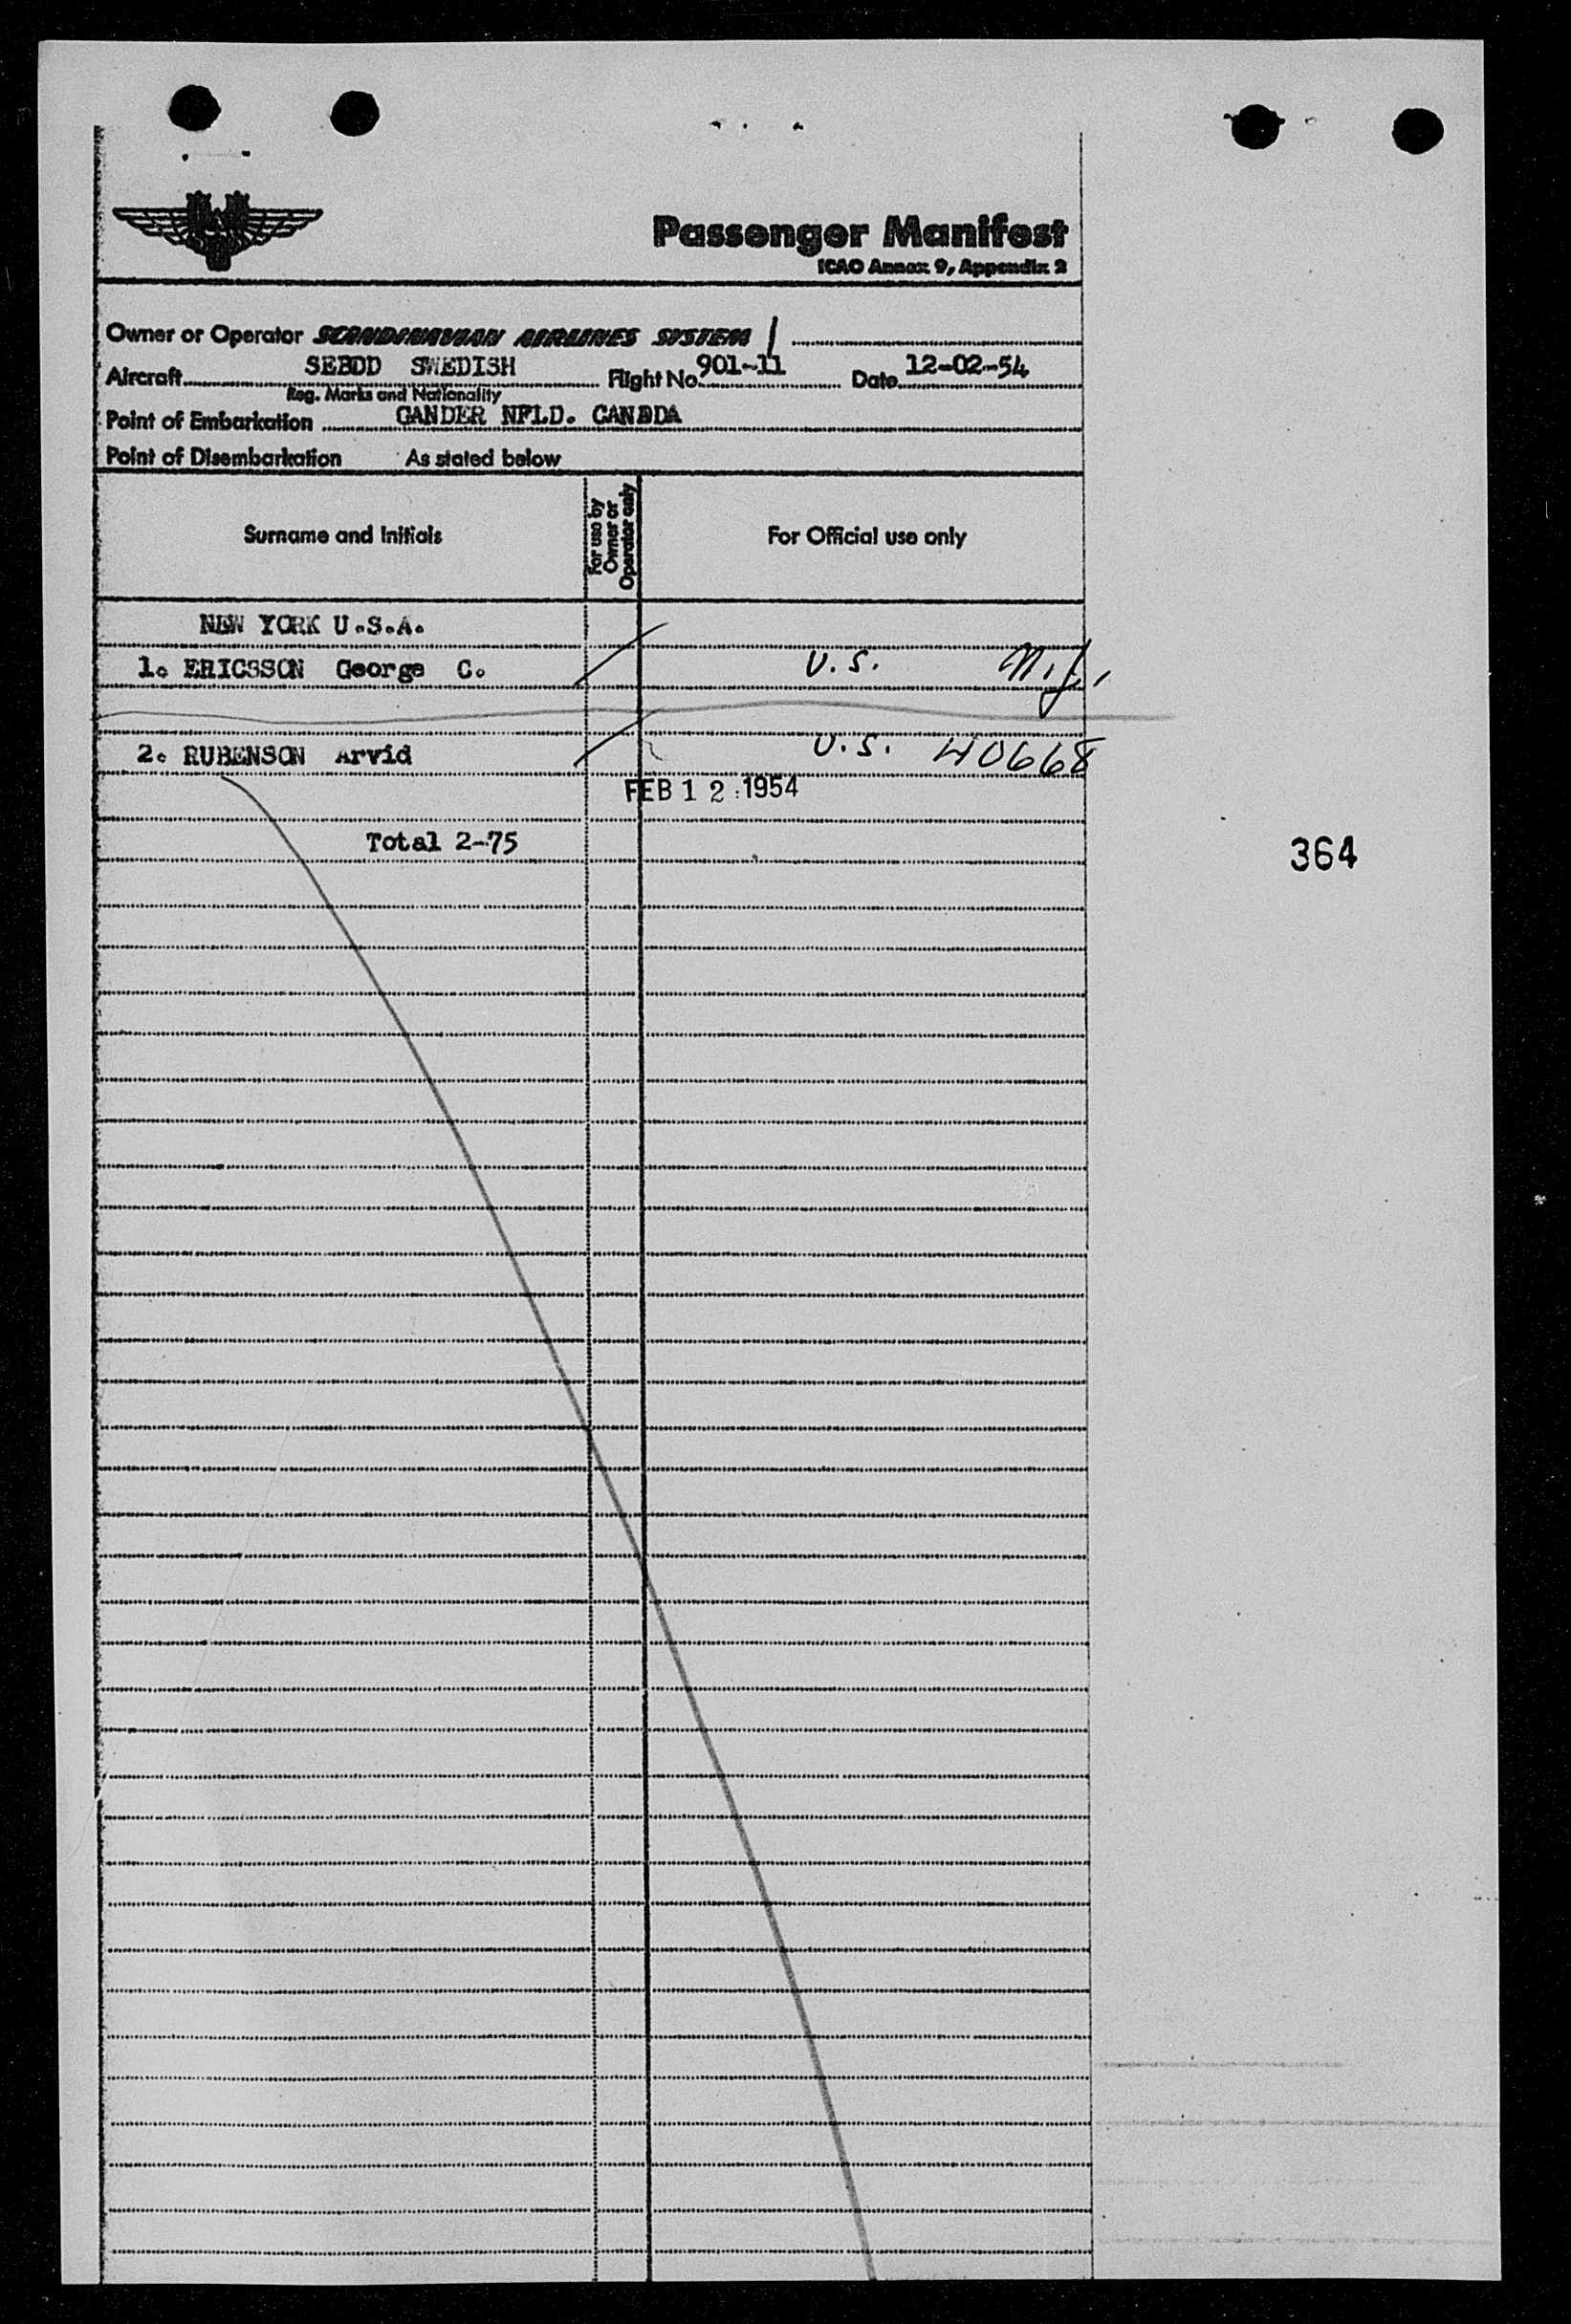 Passenger Manifest
ICAO Annex 9, Appendix 2
Owner or Operator SCANDINAVIAN AIRLINES SYSTEM
Aircraft SEBDD SWEDISH Flight No. 901-11 Date 12-02-54
Reg. Marks and Nationality
Point of Embarkation GANDER NFLD. CANADA
Point of Disembarkation As stated below
Surname and Initials
For use by Owner or Operator only
For Official use only
NEW YORK U.S.A.
1. ERICSSON George C. U.S.
2. RUBENSON Arvid U.S. 40668
FEB 12 1954
Total 2-75
364